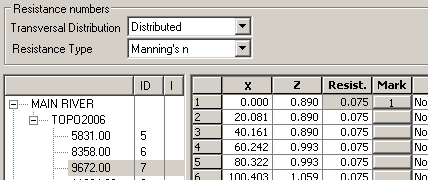 Resistance numbers
Transversal Distribution Distributed
Resistance Type Manning's n
ID I
MAIN RIVER
TOPO2006
5831.00 5
8358.00 6
9672.00 7
X Z Resist. Mark
1 0.000 0.890 0.075 1 No
2 20.081 0.890 0.075 No
3 40.161 0.890 0.075 No
4 60.242 0.993 0.075 No
5 80.322 0.993 0.075 No
6 100.403 1.059 0.075 No